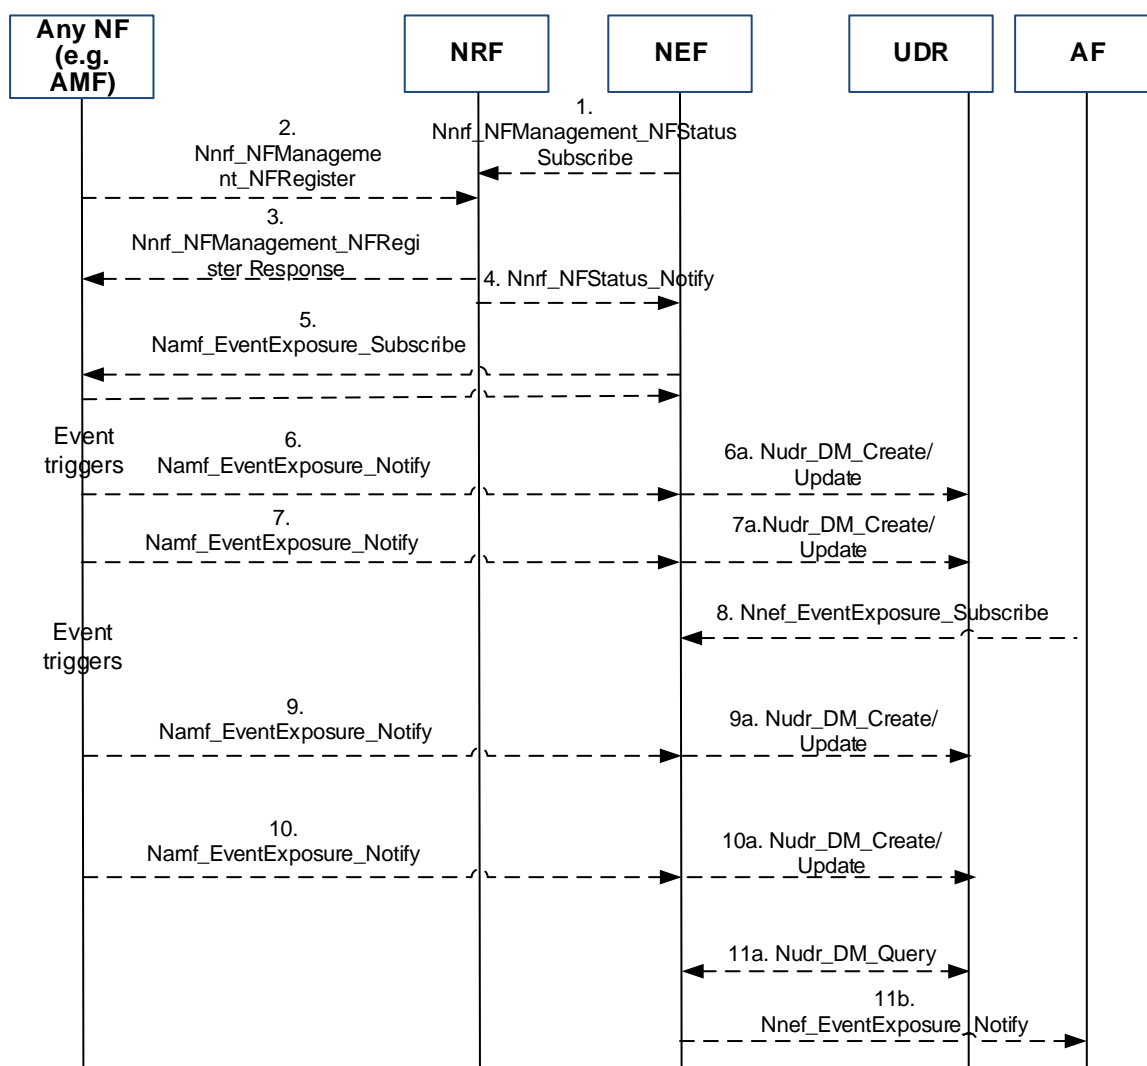 Any NF
(e.g.
AMF)
NRF
NEF
UDR
AF
1.
Nnrf_NFManagement_NFStatus
Subscribe
2.
Nnrf_NFManageme
nt_NFRegister
3.
Nnrf_NFManagement_NFRegi
ster Response
4. Nnrf_NFStatus_Notify
5.
Namf_EventExposure_Subscribe
Event
triggers
6.
Namf_EventExposure_Notify
6a. Nudr_DM_Create/
Update
7.
Namf_EventExposure_Notify
7a.Nudr_DM_Create/
Update
8. Nnef_EventExposure_Subscribe
Event
triggers
9.
Namf_EventExposure_Notify
9a. Nudr_DM_Create/
Update
10.
Namf_EventExposure_Notify
10a. Nudr_DM_Create/
Update
11a. Nudr_DM_Query
11b.
Nnef_EventExposure_Notify